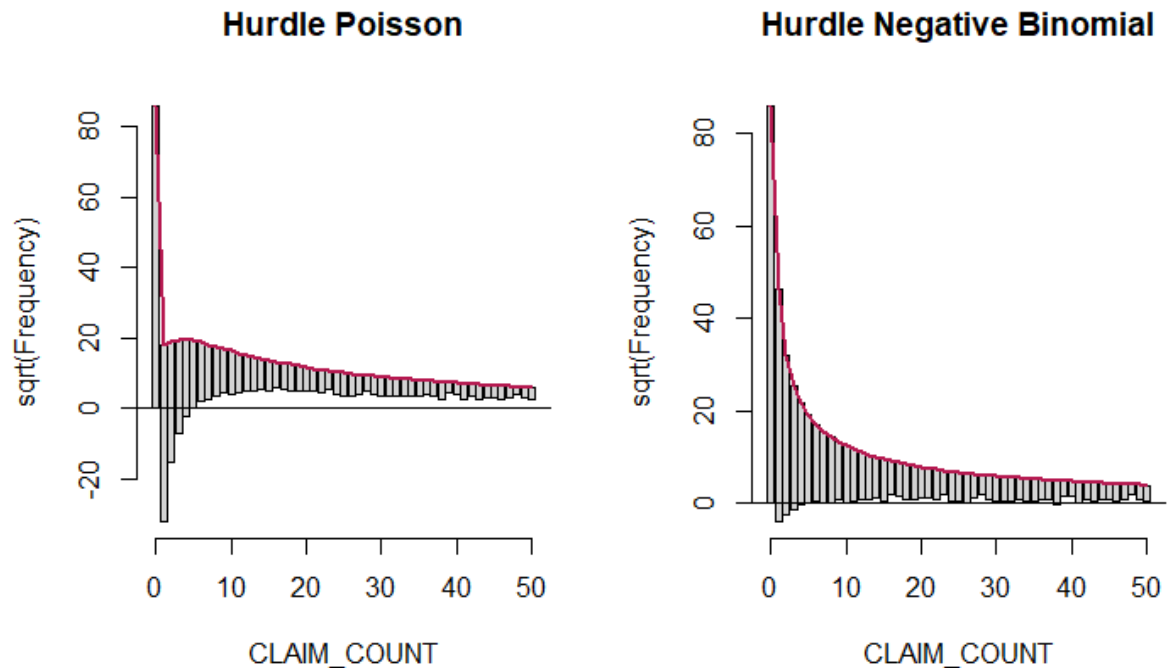 Hurdle Poisson
sqrt(Frequency)
80
60
40
20
0
-20
0 10 20 30 40 50
CLAIM_COUNT
Hurdle Negative Binomial
sqrt(Frequency)
80
60
40
20
0
0 10 20 30 40 50
CLAIM_COUNT